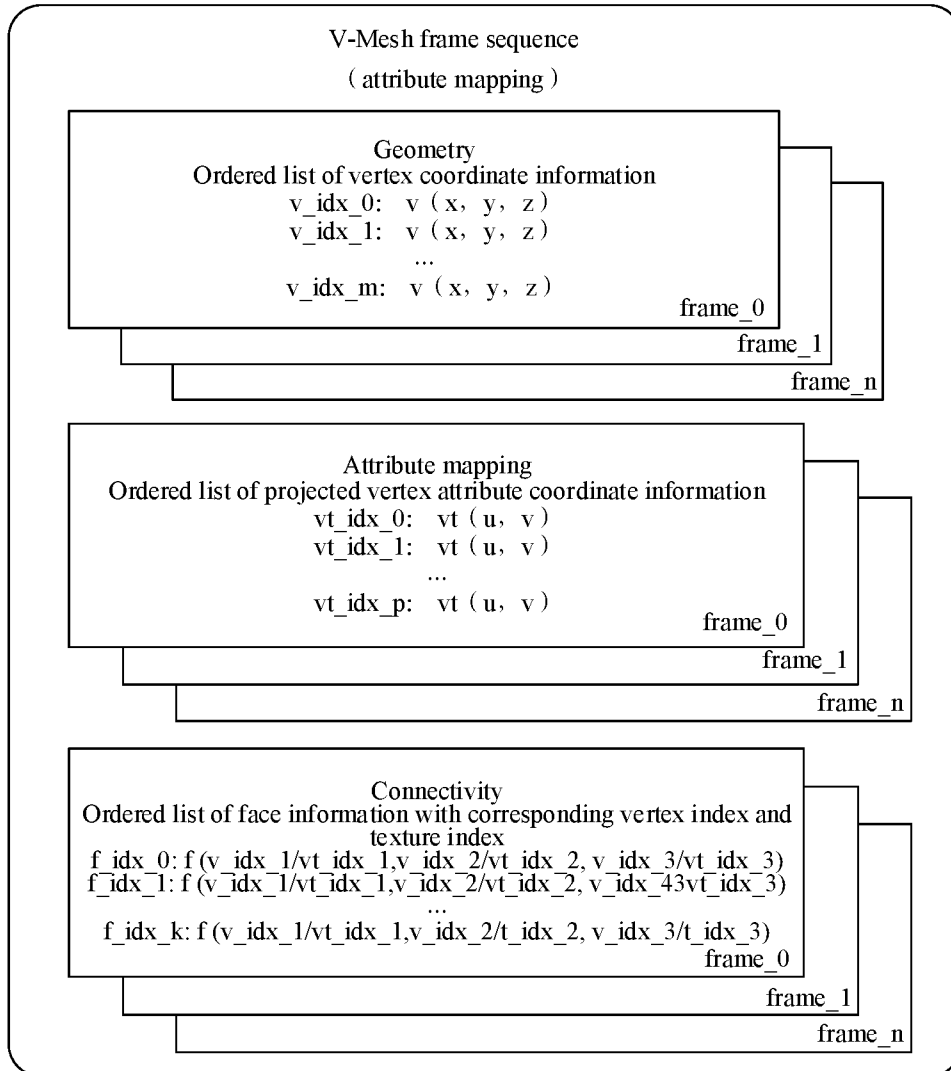 V-Mesh frame sequence
( attribute mapping )
Geometry
Ordered list of vertex coordinate information
v_idx_0: v ( x, y, z )
v_idx_1: v ( x, y, z )
...
v_idx_m: v ( x, y, z )
frame_0
frame_1
frame_n
Attribute mapping
Ordered list of projected vertex attribute coordinate information
vt_idx_0: vt ( u, v )
vt_idx_1: vt ( u, v )
...
vt_idx_p: vt ( u, v )
frame_0
frame_1
frame_n
Connectivity
Ordered list of face information with corresponding vertex index and
texture index
f_idx_0: f (v_idx_1/vt_idx_1,v_idx_2/vt_idx_2, v_idx_3/vt_idx_3)
f_idx_1: f (v_idx_1/vt_idx_1,v_idx_2/vt_idx_2, v_idx_43vt_idx_3)
...
f_idx_k: f (v_idx_1/vt_idx_1,v_idx_2/t_idx_2, v_idx_3/t_idx_3)
frame_0
frame_1
frame_n